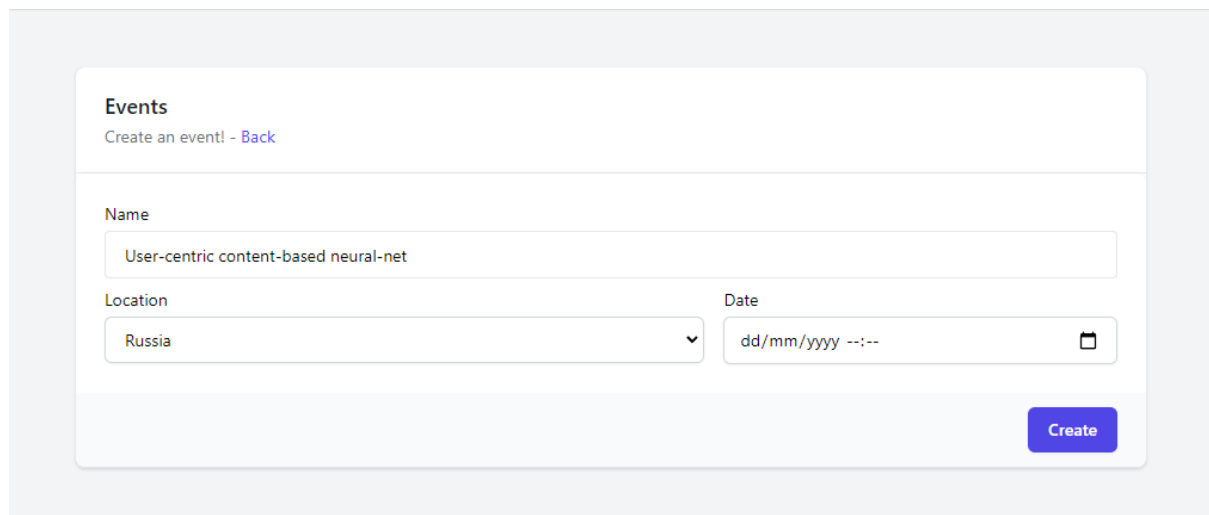 Events
Create an event! - Back
Name
User-centric content-based neural-net
Location
Date
Russia
dd/mm/yyyy --:--
Create